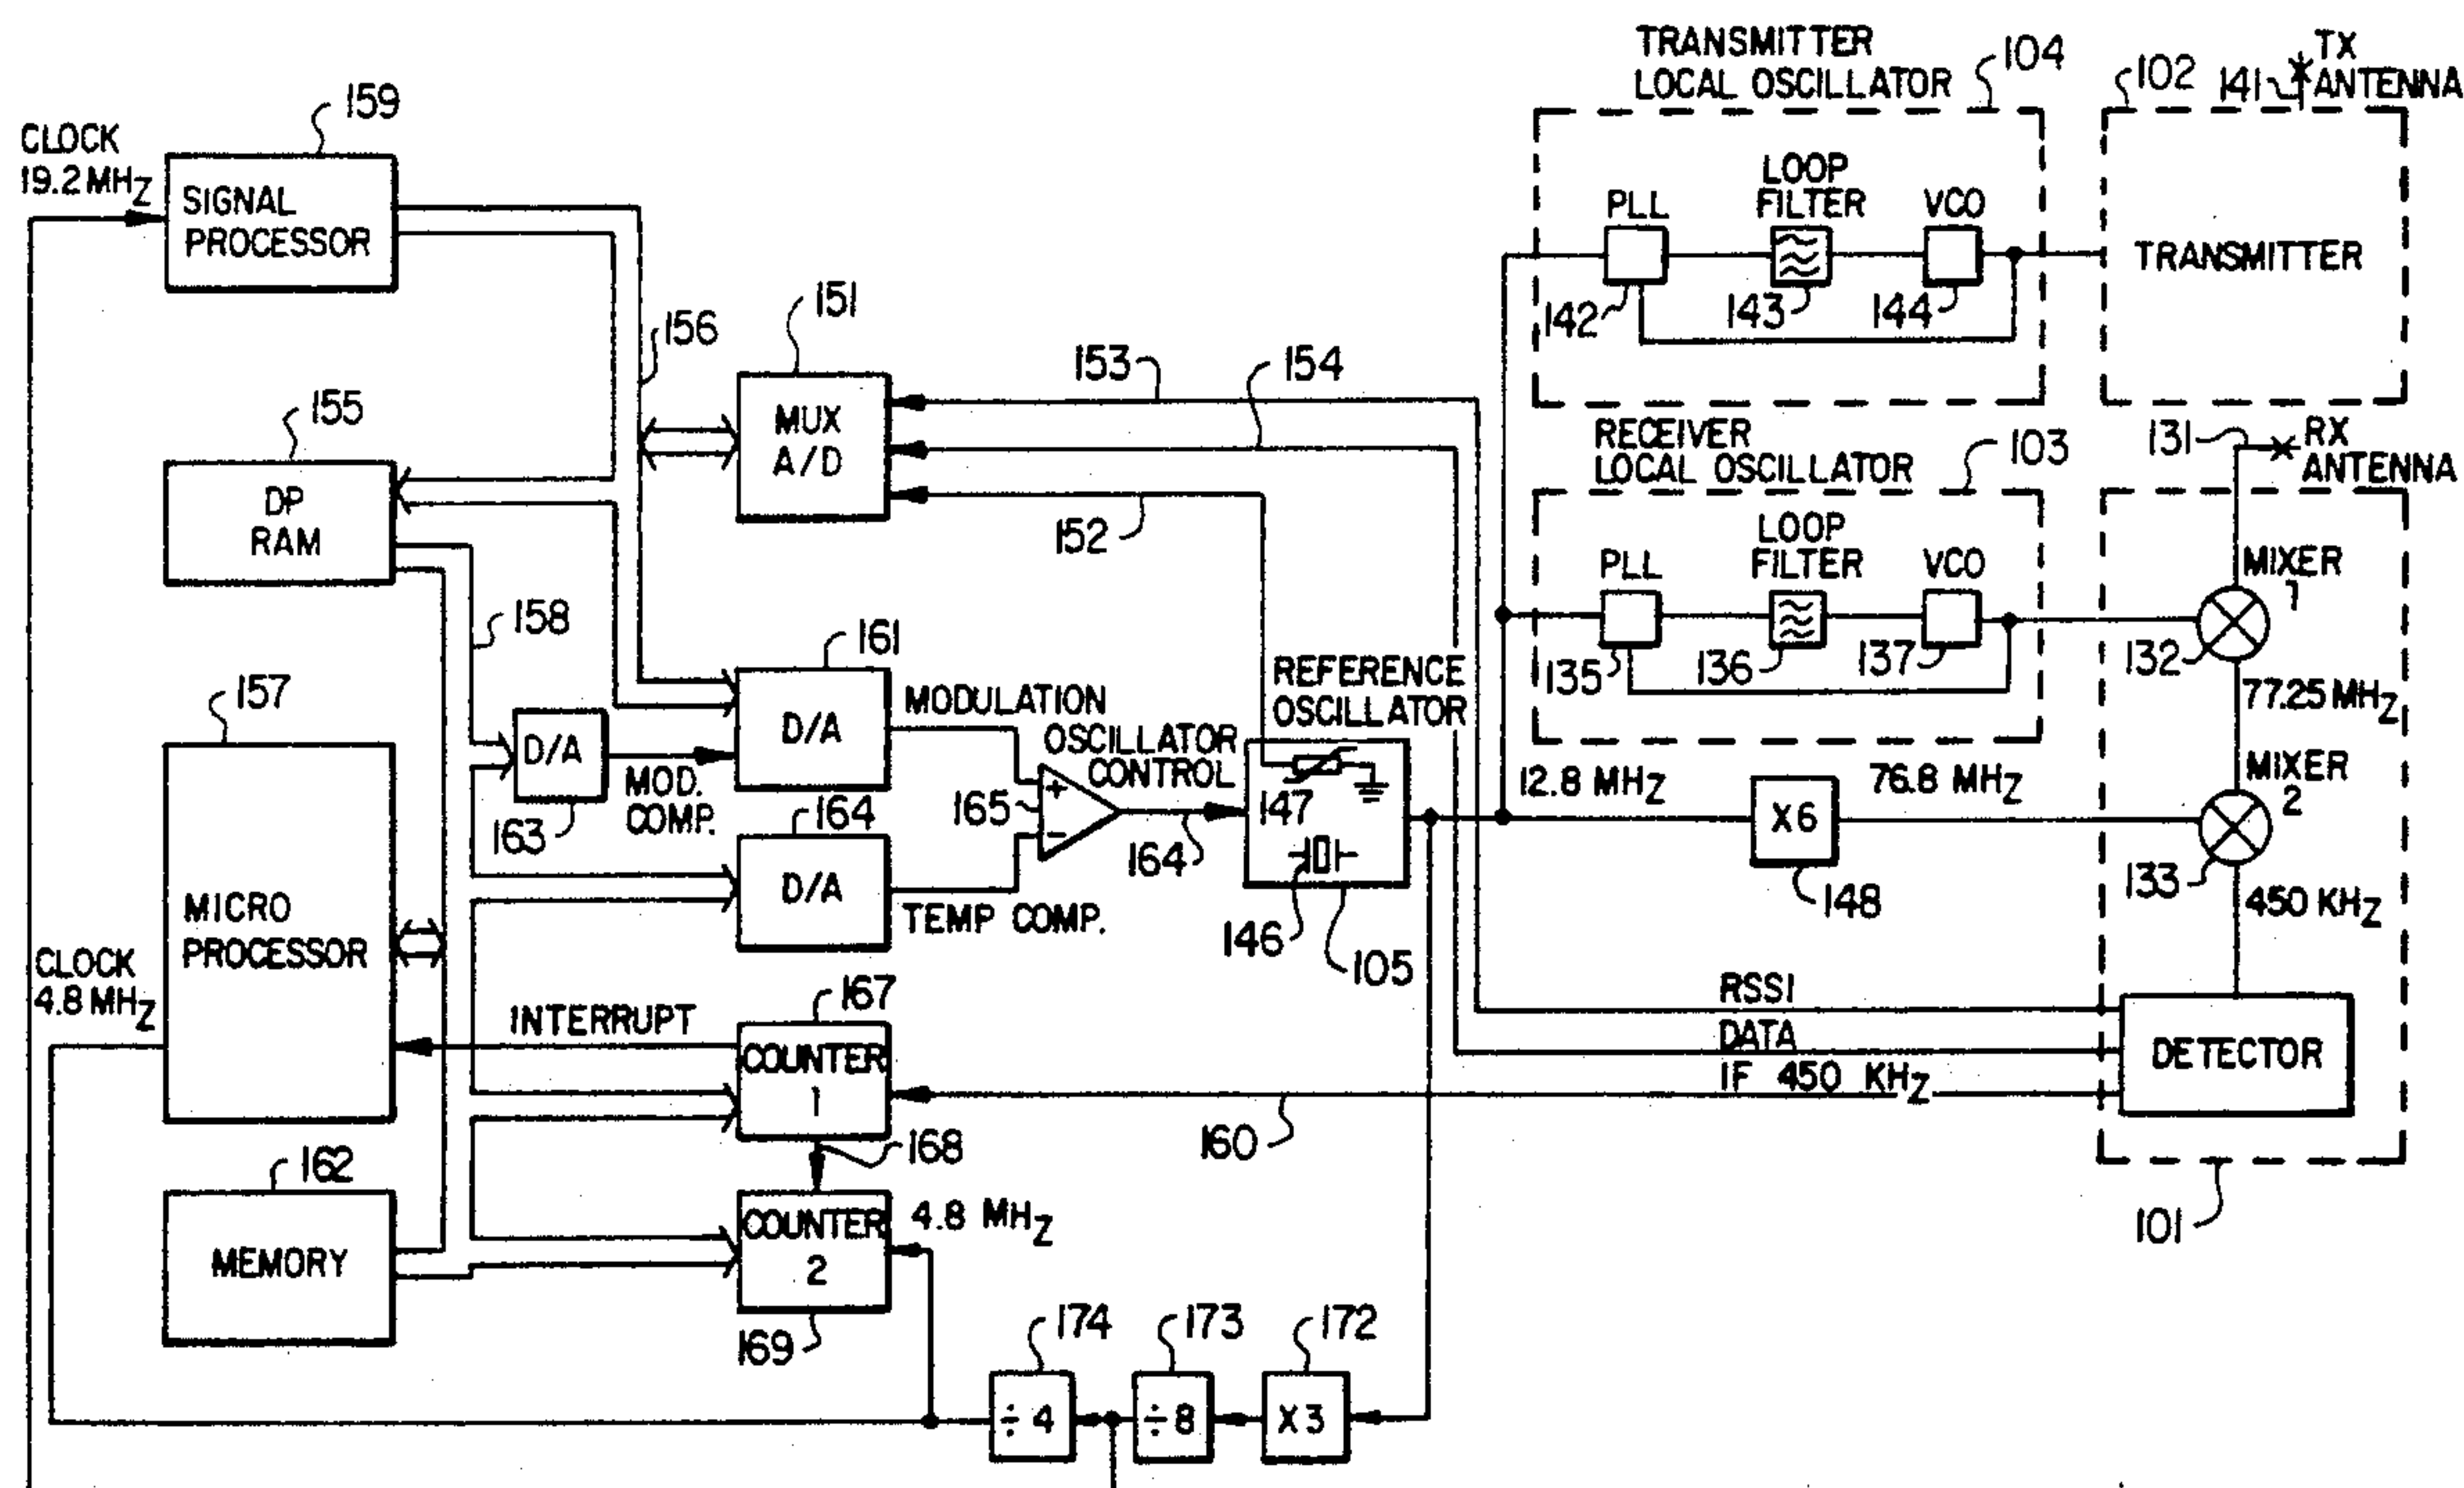 TRANSMITTER
LOCAL OSCILLATOR
104
102
141
TX
ANTENNA
CLOCK
19.2 MHZ
159
SIGNAL
PROCESSOR
LOOP
FILTER
PLL
VCO
142
143
144
TRANSMITTER
156
151
MUX
A/D
153
154
152
155
DP
RAM
RECEIVER
LOCAL OSCILLATOR
103
131
RX
ANTENNA
LOOP
FILTER
PLL
VCO
135
136
137
MIXER
1
132
77.25 MHZ
158
157
161
D/A
MODULATION
D/A
163
MOD.
COMP.
164
D/A
TEMP COMP.
165
+
−
OSCILLATOR
CONTROL
164
REFERENCE
OSCILLATOR
147
146
105
12.8 MHZ
X6
148
76.8 MHZ
MIXER
2
133
450 KHZ
MICRO
PROCESSOR
CLOCK
4.8 MHZ
INTERRUPT
167
COUNTER
1
168
RSSI
DATA
IF 450 KHZ
160
DETECTOR
101
162
MEMORY
COUNTER
2
4.8 MHZ
169
174
÷4
173
÷8
172
X3